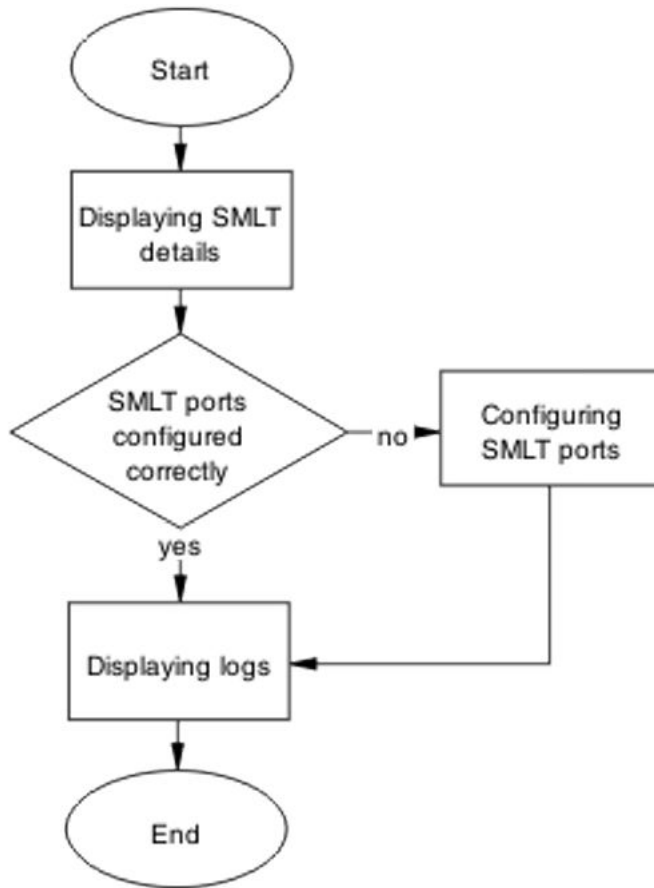 Start
Displaying SMLT
details
SMLT ports
configured
correctly
no
Configuring
SMLT ports
yes
Displaying logs
End